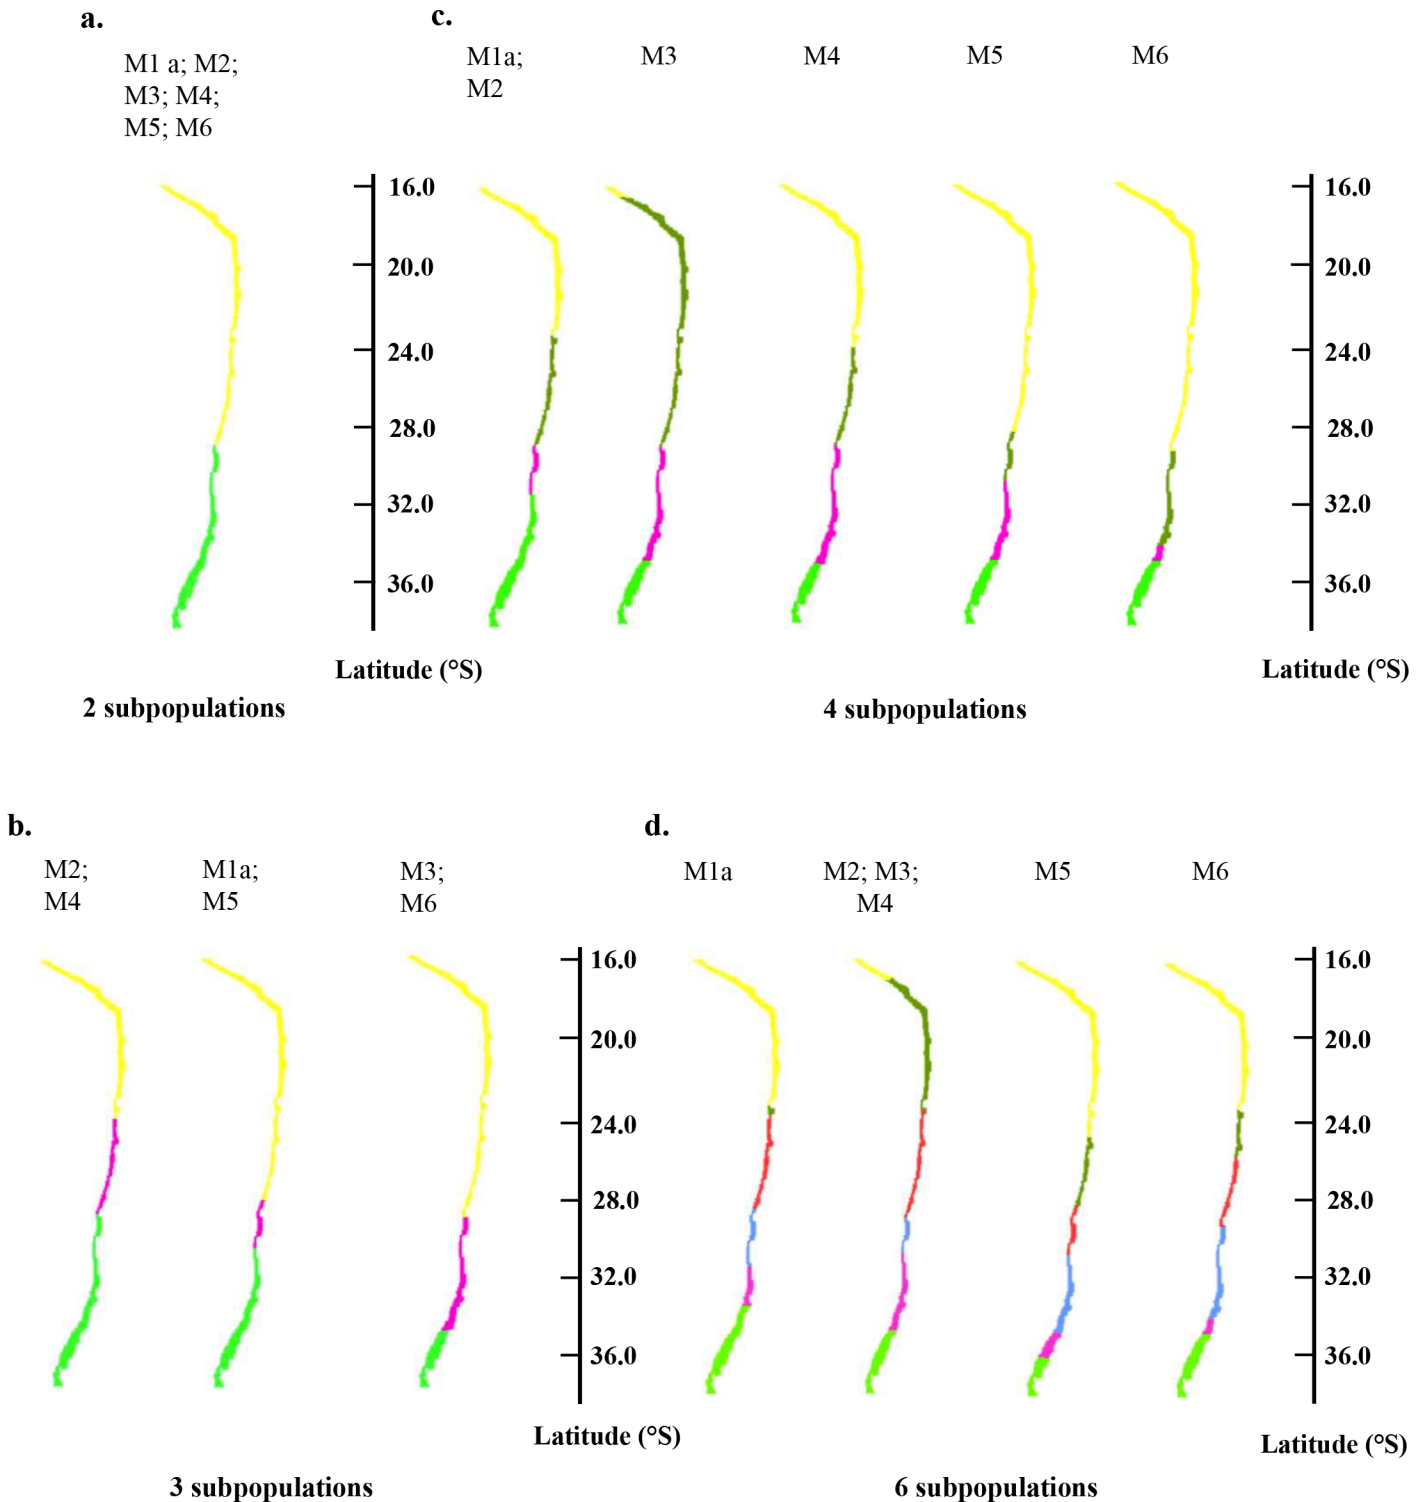 a.
M1 a; M2;
M3; M4;
M5; M6
16.0
20.0
24.0
28.0
32.0
36.0
Latitude (°S)
2 subpopulations
c.
M1a;
M2
M3
M4
M5
M6
16.0
20.0
24.0
28.0
32.0
36.0
Latitude (°S)
4 subpopulations
b.
M2;
M4
M1a;
M5
M3;
M6
16.0
20.0
24.0
28.0
32.0
36.0
Latitude (°S)
3 subpopulations
d.
M1a
M2; M3;
M4
M5
M6
16.0
20.0
24.0
28.0
32.0
36.0
Latitude (°S)
6 subpopulations